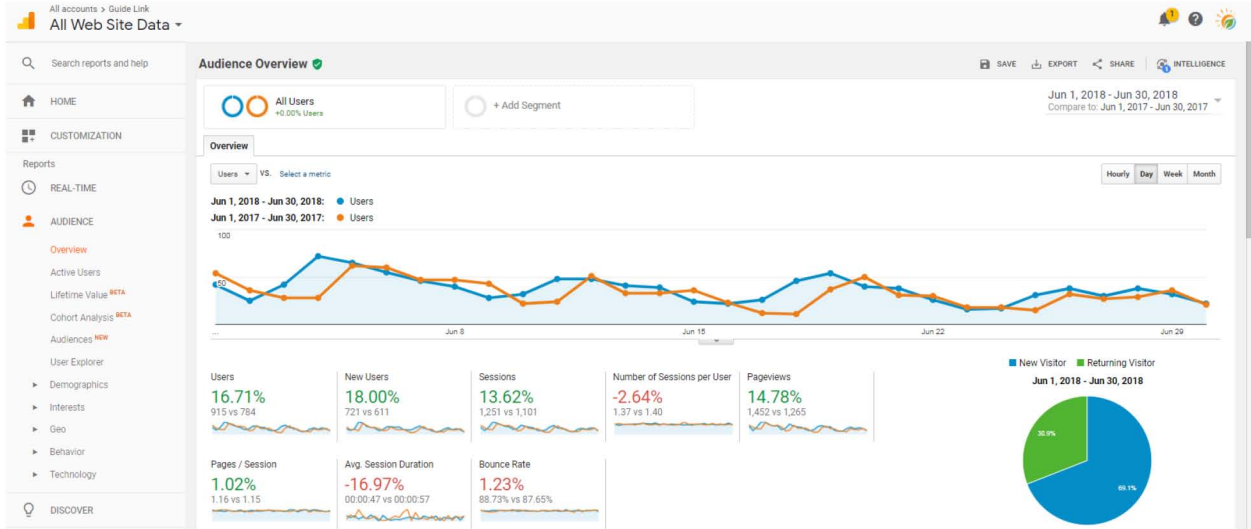 All accounts > Guide Link
All Web Site Data
1
Search reports and help
HOME
CUSTOMIZATION
Reports
REAL-TIME
AUDIENCE
Overview
Active Users
Lifetime Value BETA
Cohort Analysis BETA
Audiences NEW
User Explorer
Demographics
Interests
Geo
Behavior
Technology
DISCOVER
Audience Overview
SAVE
EXPORT
SHARE
INTELLIGENCE
All Users
+0.00% Users
+ Add Segment
Jun 1, 2018 - Jun 30, 2018
Compare to: Jun 1, 2017 - Jun 30, 2017
Overview
Users VS. Select a metric
Hourly Day Week Month
Jun 1, 2018 - Jun 30, 2018: Users
Jun 1, 2017 - Jun 30, 2017: Users
100
50
... Jun 8 Jun 15 Jun 22 Jun 29
Users
16.71%
915 vs 784
New Users
18.00%
721 vs 611
Sessions
13.62%
1,251 vs 1,101
Number of Sessions per User
-2.64%
1.37 vs 1.40
Pageviews
14.78%
1,452 vs 1,265
Pages / Session
1.02%
1.16 vs 1.15
Avg. Session Duration
-16.97%
00:00:47 vs 00:00:57
Bounce Rate
1.23%
88.73% vs 87.65%
New Visitor Returning Visitor
Jun 1, 2018 - Jun 30, 2018
30.9%
69.1%